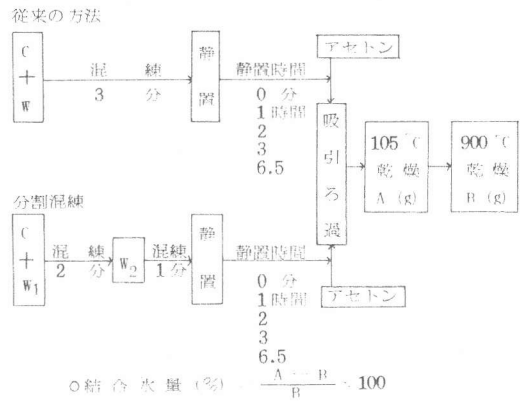 従来の方法
C+W
混練
3分
静置
静置時間
0分
1時間
2
3
6.5
アセトン
吸引ろ過
105℃
乾燥
A (g)
900℃
乾燥
B (g)
分割混練
C+W1
混練
2分
W2
混練
1分
静置
静置時間
0分
1時間
2
3
6.5
アセトン
○結合水量(%) = A-B/B × 100